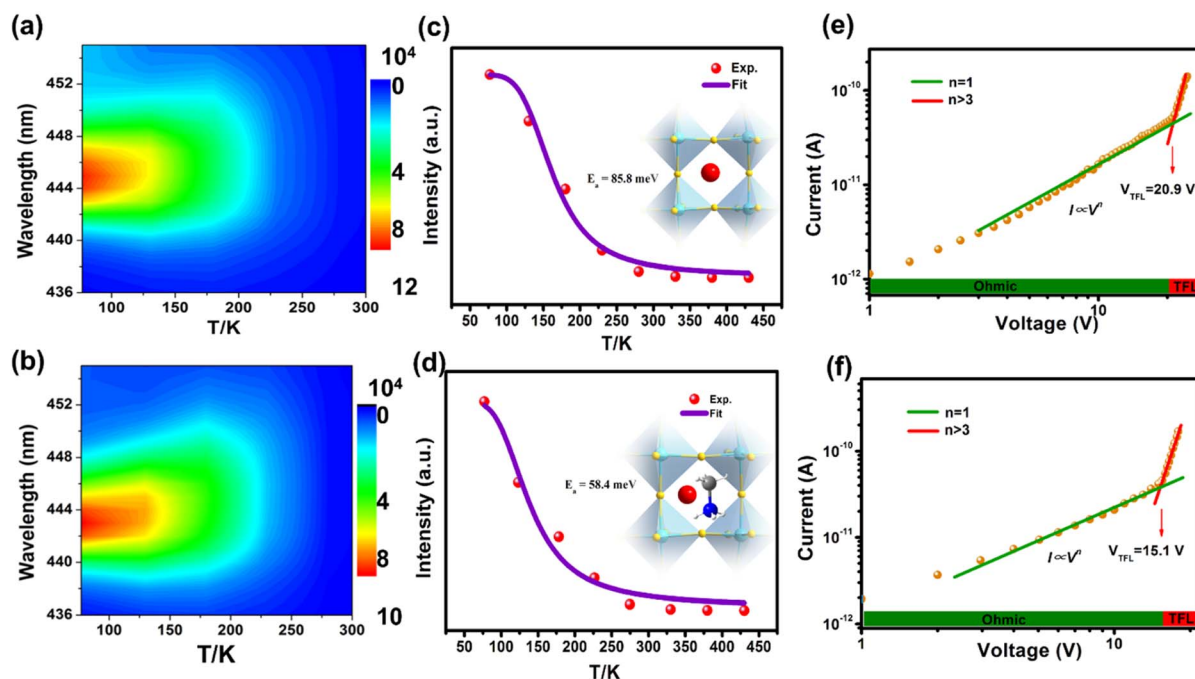 (a)
Wavelength (nm)
452
448
444
440
436
100 150 200 250 300
T/K
10⁴
0
4
8
12
(c)
Intensity (a.u.)
Exp.
Fit
Eₐ = 85.8 meV
50 100 150 200 250 300 350 400 450
(e)
Current (A)
10⁻¹⁰
10⁻¹¹
10⁻¹²
n=1
n>3
V_TFL=20.9 V
I∝Vⁿ
Ohmic
TFL
1 10
Voltage (V)
(b)
Wavelength (nm)
452
448
444
440
436
100 150 200 250 300
T/K
10⁴
0
4
8
10
(d)
Intensity (a.u.)
Exp.
Fit
Eₐ = 58.4 meV
50 100 150 200 250 300 350 400 450
T/K
(f)
Current (A)
10⁻¹⁰
10⁻¹¹
10⁻¹²
n=1
n>3
I∝Vⁿ
V_TFL=15.1 V
Ohmic
TFL
1 10
Voltage (V)